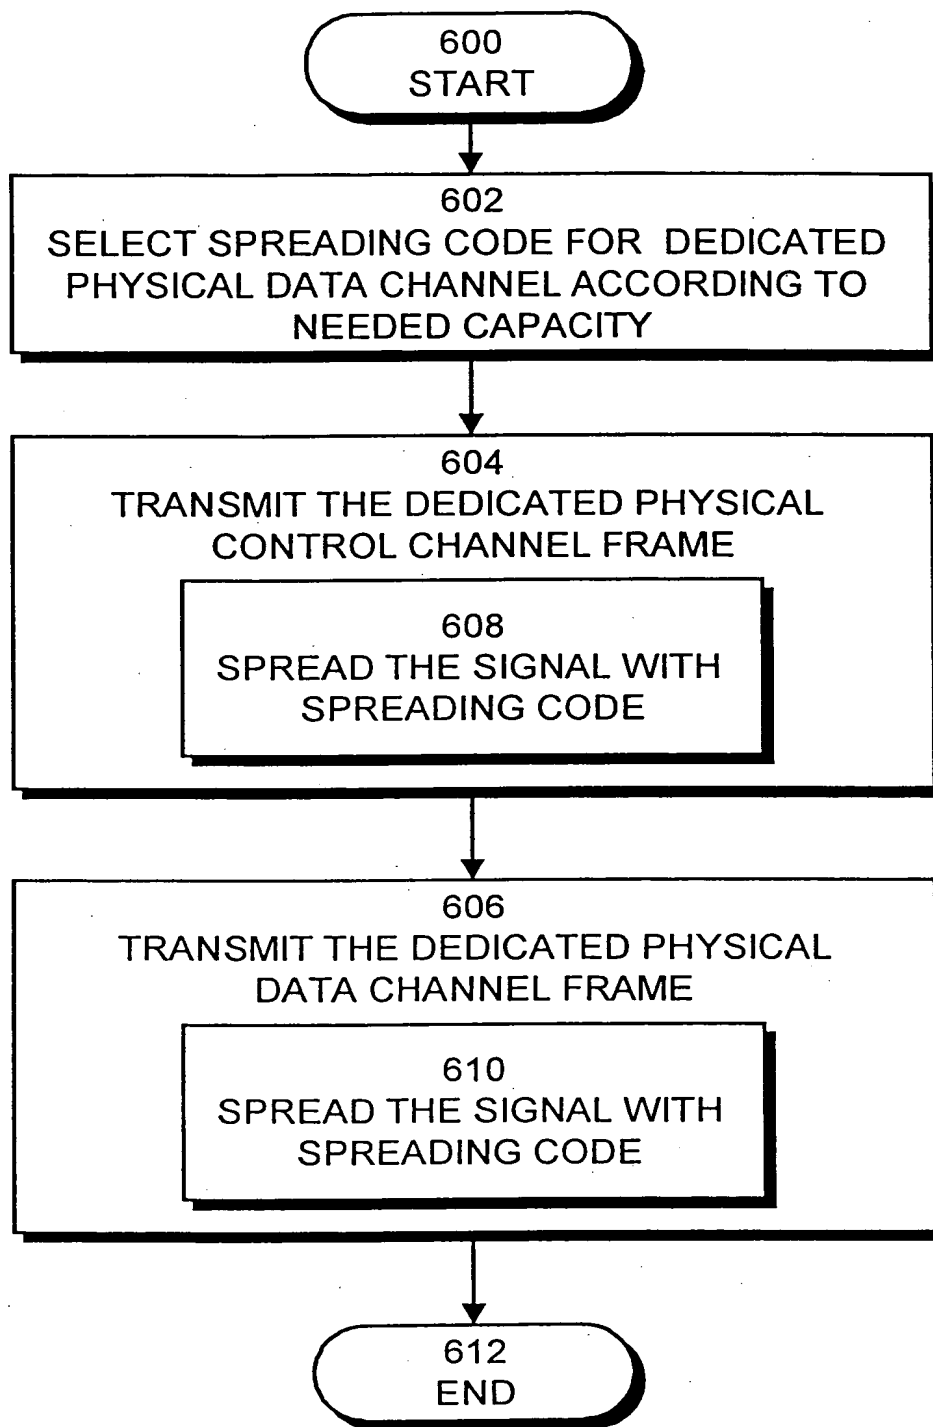 600
START
602
SELECT SPREADING CODE FOR DEDICATED
PHYSICAL DATA CHANNEL ACCORDING TO
NEEDED CAPACITY
604
TRANSMIT THE DEDICATED PHYSICAL
CONTROL CHANNEL FRAME
608
SPREAD THE SIGNAL WITH
SPREADING CODE
606
TRANSMIT THE DEDICATED PHYSICAL
DATA CHANNEL FRAME
610
SPREAD THE SIGNAL WITH
SPREADING CODE
612
END